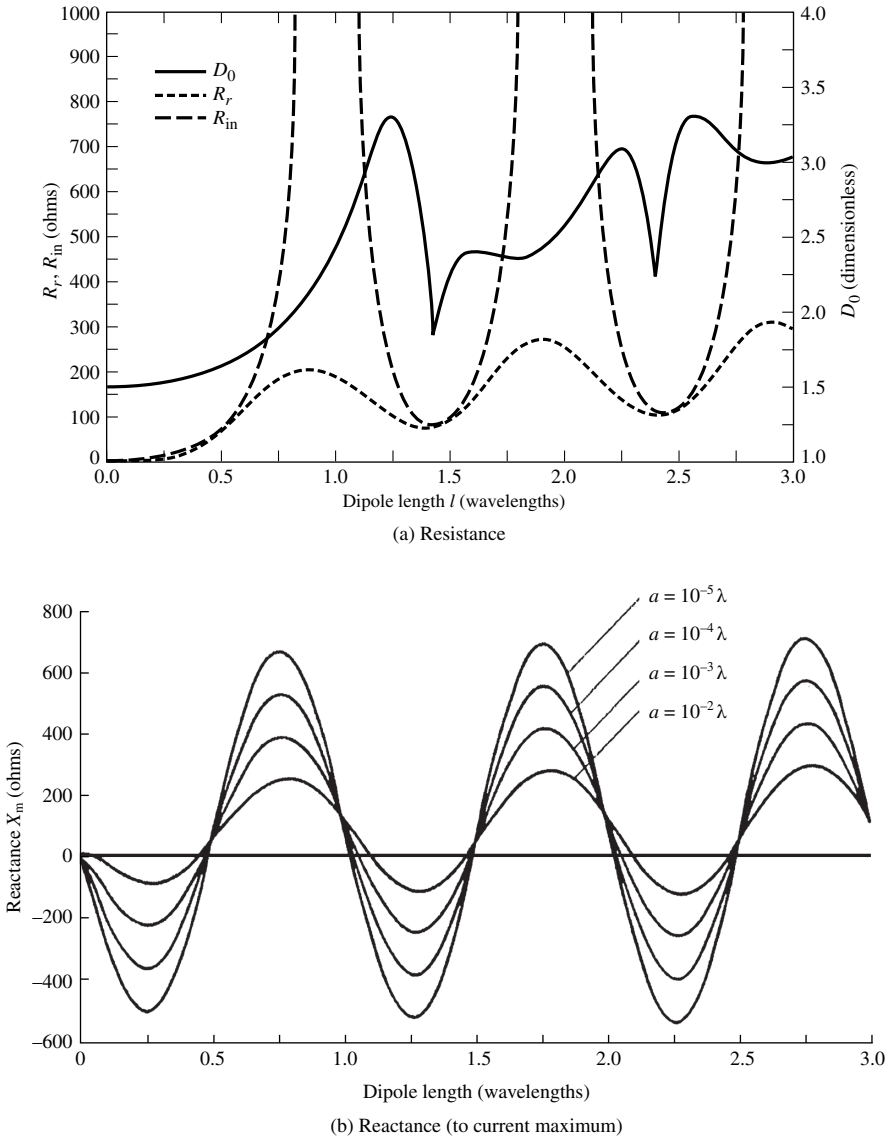 1000
900
800
700
600
500
400
300
200
100
0
R_r, R_in (ohms)
D_0
R_r
R_in
4.0
3.5
3.0
2.5
2.0
1.5
1.0
D_0 (dimensionless)
0.0 0.5 1.0 1.5 2.0 2.5 3.0
Dipole length l (wavelengths)
(a) Resistance
800
600
400
200
0
–200
–400
–600
Reactance X_m (ohms)
a = 10^–5 λ
a = 10^–4 λ
a = 10^–3 λ
a = 10^–2 λ
0 0.5 1.0 1.5 2.0 2.5 3.0
Dipole length (wavelengths)
(b) Reactance (to current maximum)